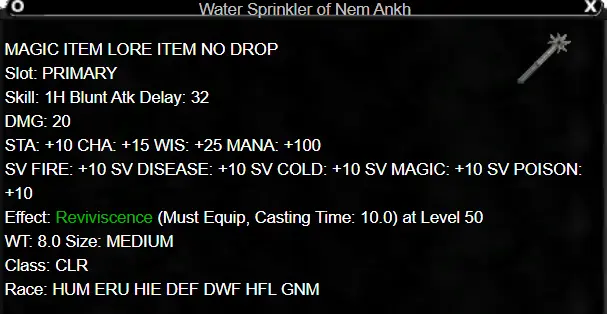 O Water Sprinkler of Nem Ankh X
MAGIC ITEM LORE ITEM NO DROP
Slot: PRIMARY
Skill: 1H Blunt Atk Delay: 32
DMG: 20
STA: +10 CHA: +15 WIS: +25 MANA: +100
SV FIRE: +10 SV DISEASE: +10 SV COLD: +10 SV MAGIC: +10 SV POISON:
+10
Effect: Reviviscence (Must Equip, Casting Time: 10.0) at Level 50
WT: 8.0 Size: MEDIUM
Class: CLR
Race: HUM ERU HIE DEF DWF HFL GNM